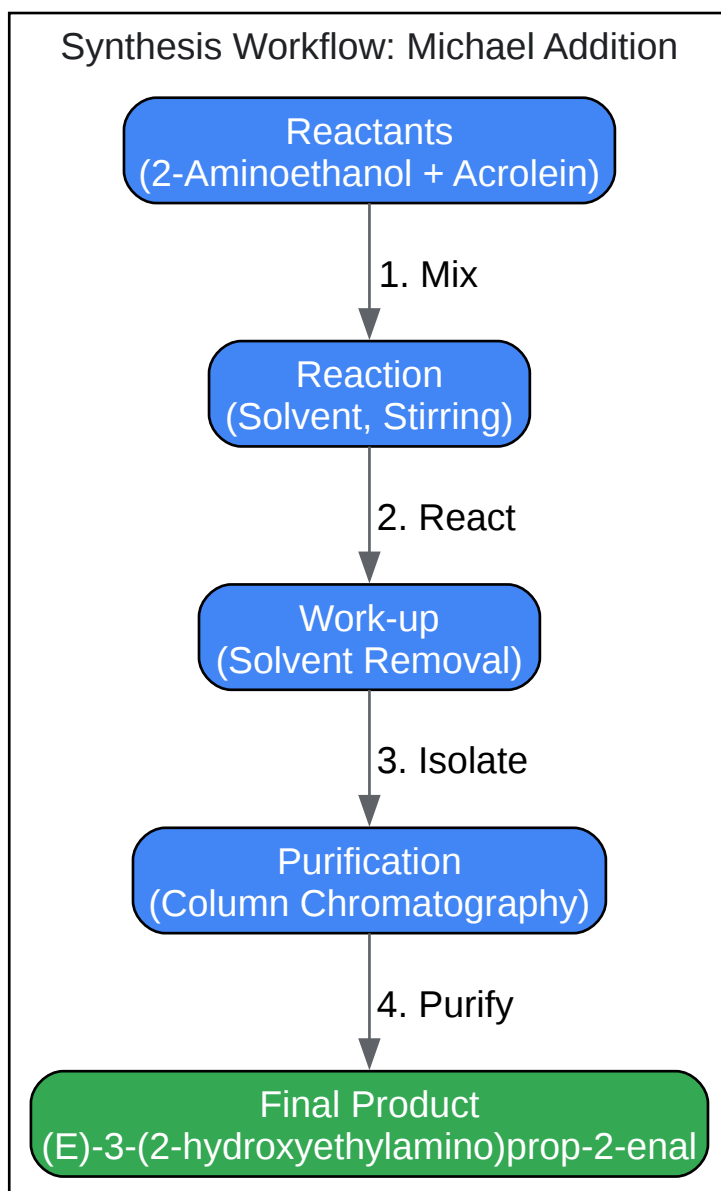 Synthesis Workflow: Michael Addition
Reactants
(2-Aminoethanol + Acrolein)
1. Mix
Reaction
(Solvent, Stirring)
2. React
Work-up
(Solvent Removal)
3. Isolate
Purification
(Column Chromatography)
4. Purify
Final Product
(E)-3-(2-hydroxyethylamino)prop-2-enal